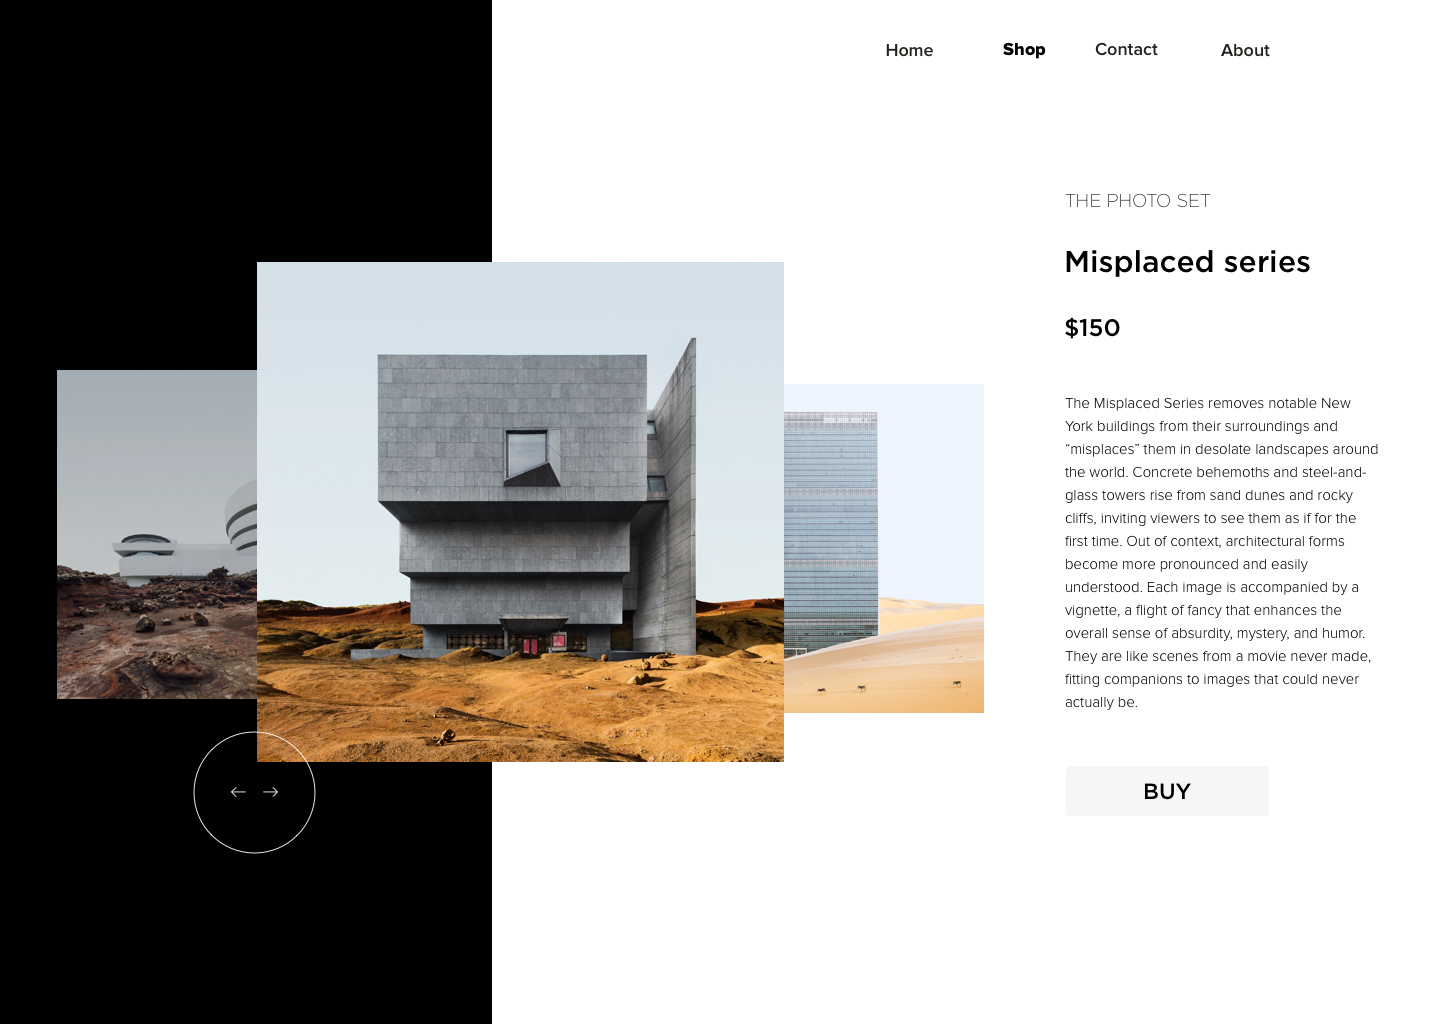 Home Shop Contact About
THE PHOTO SET
Misplaced series
$150
The Misplaced Series removes notable New
York buildings from their surroundings and
“misplaces” them in desolate landscapes around
the world. Concrete behemoths and steel-and-
glass towers rise from sand dunes and rocky
cliffs, inviting viewers to see them as if for the
first time. Out of context, architectural forms
become more pronounced and easily
understood. Each image is accompanied by a
vignette, a flight of fancy that enhances the
overall sense of absurdity, mystery, and humor.
They are like scenes from a movie never made,
fitting companions to images that could never
actually be.
BUY